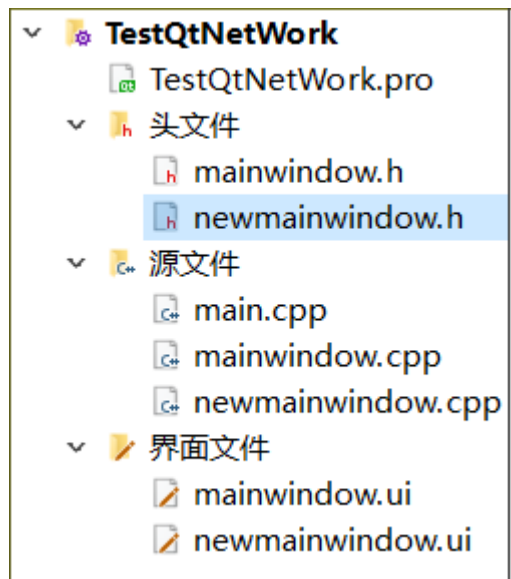 TestQtNetWork
TestQtNetWork.pro
头文件
mainwindow.h
newmainwindow.h
源文件
main.cpp
mainwindow.cpp
newmainwindow.cpp
界面文件
mainwindow.ui
newmainwindow.ui